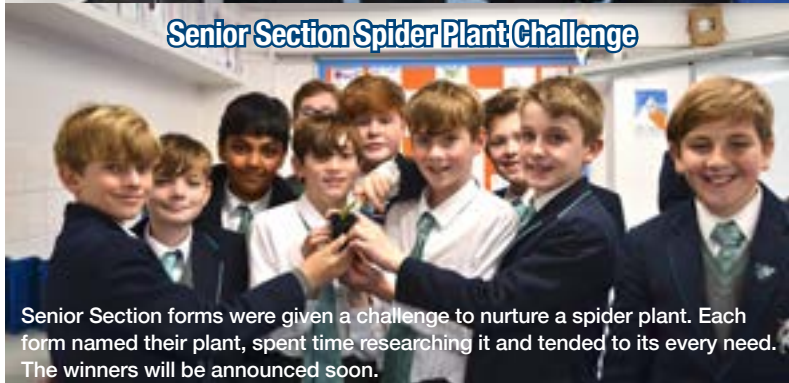 Senior Section Spider Plant Challenge
Senior Section forms were given a challenge to nurture a spider plant. Each
form named their plant, spent time researching it and tended to its every need.
The winners will be announced soon.